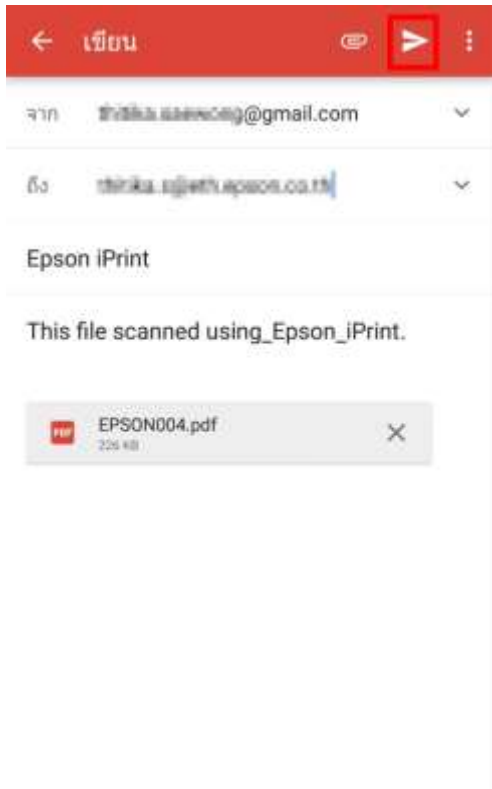 เขียน
จาก @gmail.com
ถึง
Epson iPrint
This file scanned using_Epson_iPrint.
PDF
EPSON004.pdf
226 KB